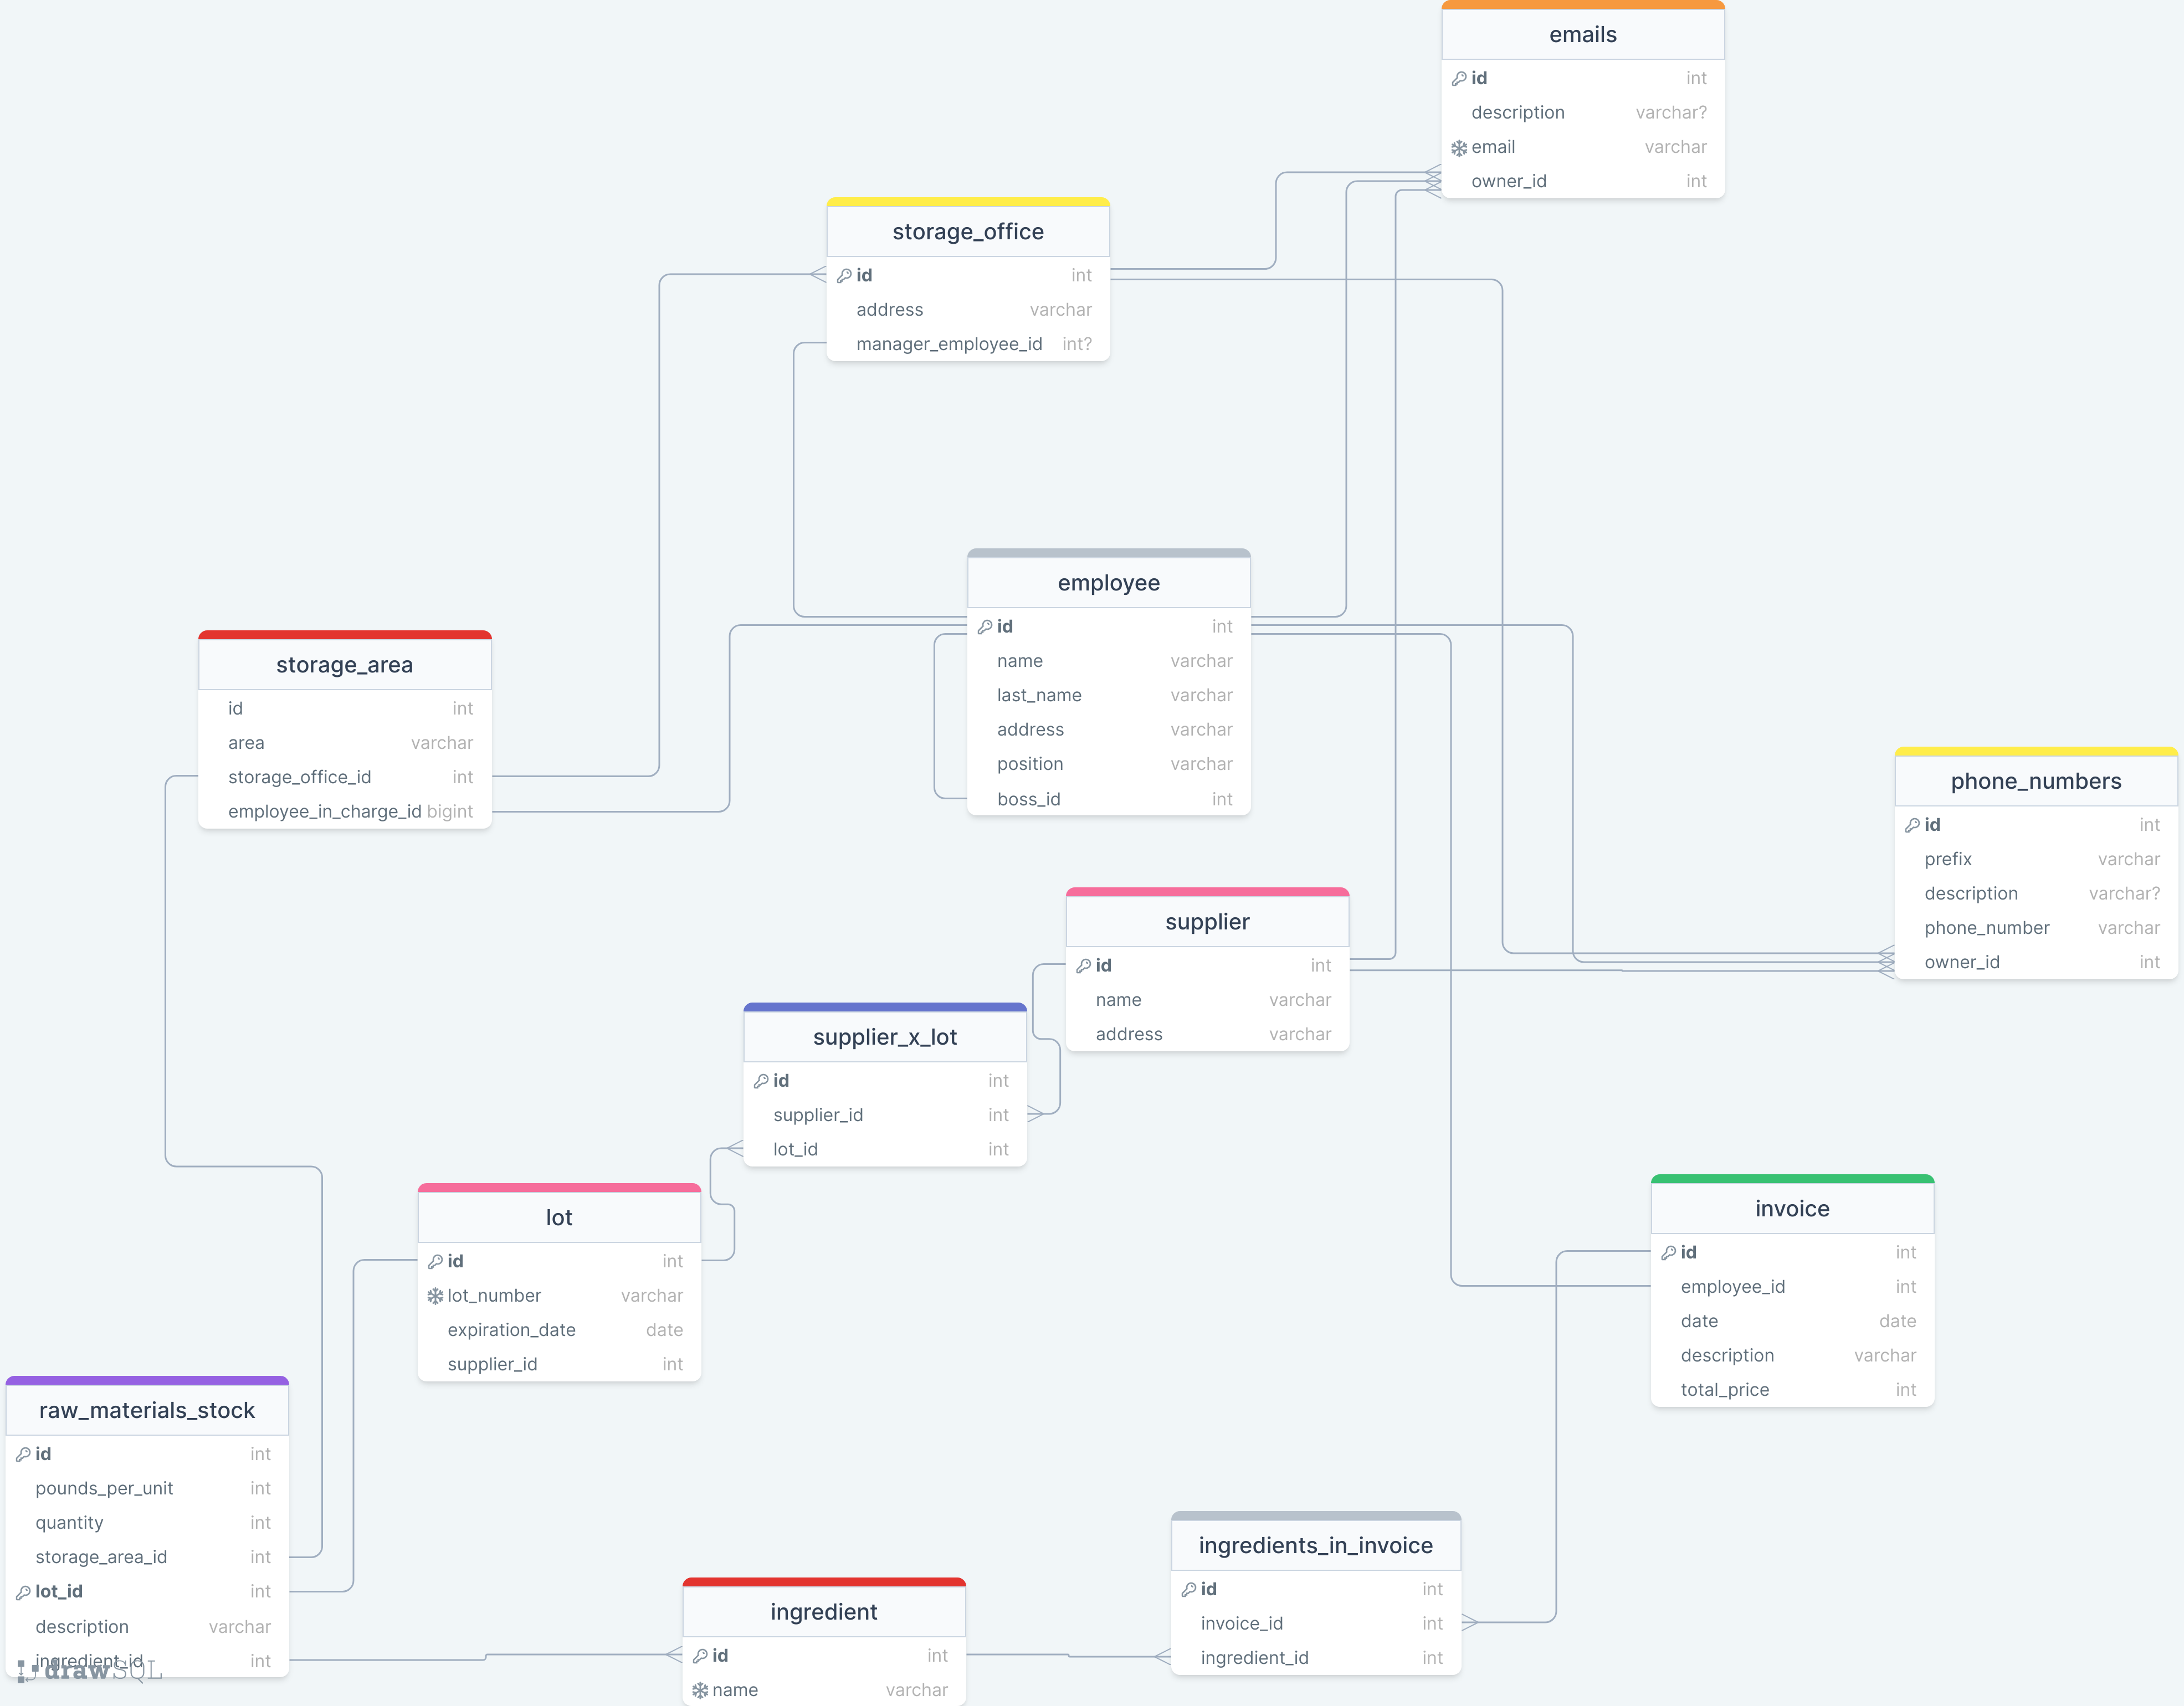 emails
id int
description varchar?
email varchar
owner_id int
storage_office
id int
address varchar
manager_employee_id int?
employee
id int
name varchar
last_name varchar
address varchar
position varchar
boss_id int
storage_area
id int
area varchar
storage_office_id int
employee_in_charge_id bigint
phone_numbers
id int
prefix varchar
description varchar?
phone_number varchar
owner_id int
supplier
id int
name varchar
address varchar
supplier_x_lot
id int
supplier_id int
lot_id int
lot
id int
lot_number varchar
expiration_date date
supplier_id int
invoice
id int
employee_id int
date date
description varchar
total_price int
raw_materials_stock
id int
pounds_per_unit int
quantity int
storage_area_id int
lot_id int
description varchar
ingredient_id int
drawSQL
ingredient
id int
name varchar
ingredients_in_invoice
id int
invoice_id int
ingredient_id int